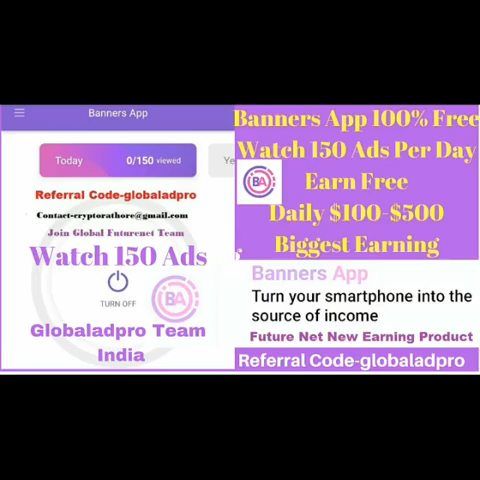 Banners App
Today 0/150 viewed
Ye
Referral Code-globaladpro
Contact-cryptorathore@gmail.com
Join Global Futurenet Team
Watch 150 Ads
TURN OFF
BA
Globaladpro Team
India
Banners App 100% Free
Watch 150 Ads Per Day
BA
Earn Free
Daily $100-$500
Biggest Earning
Banners App
Turn your smartphone into the
source of income
Future Net New Earning Product
Referral Code-globaladpro